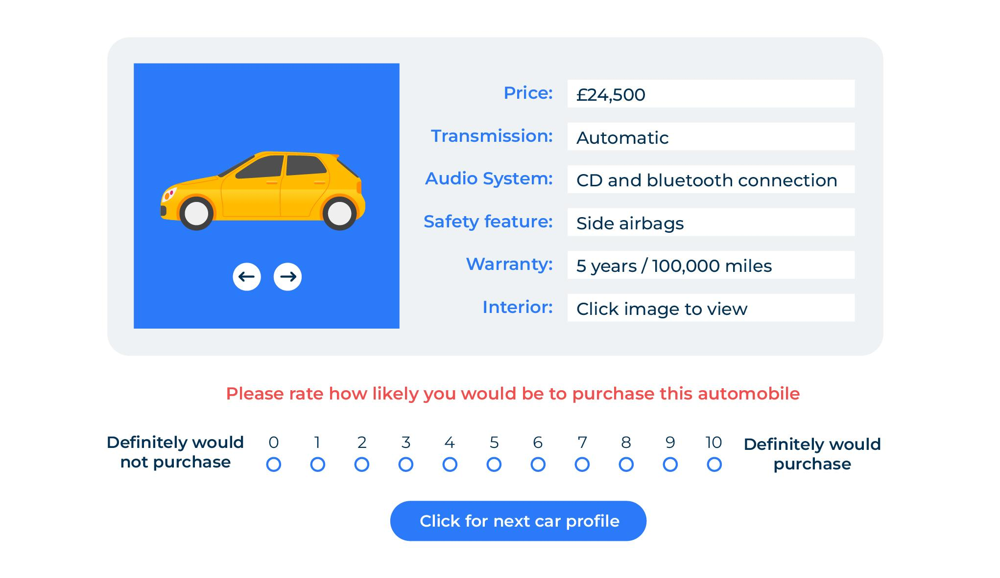 Price: £24,500
Transmission: Automatic
Audio System: CD and bluetooth connection
Safety feature: Side airbags
Warranty: 5 years / 100,000 miles
Interior: Click image to view
Please rate how likely you would be to purchase this automobile
Definitely would
not purchase
0 1 2 3 4 5 6 7 8 9 10
Definitely would
purchase
Click for next car profile